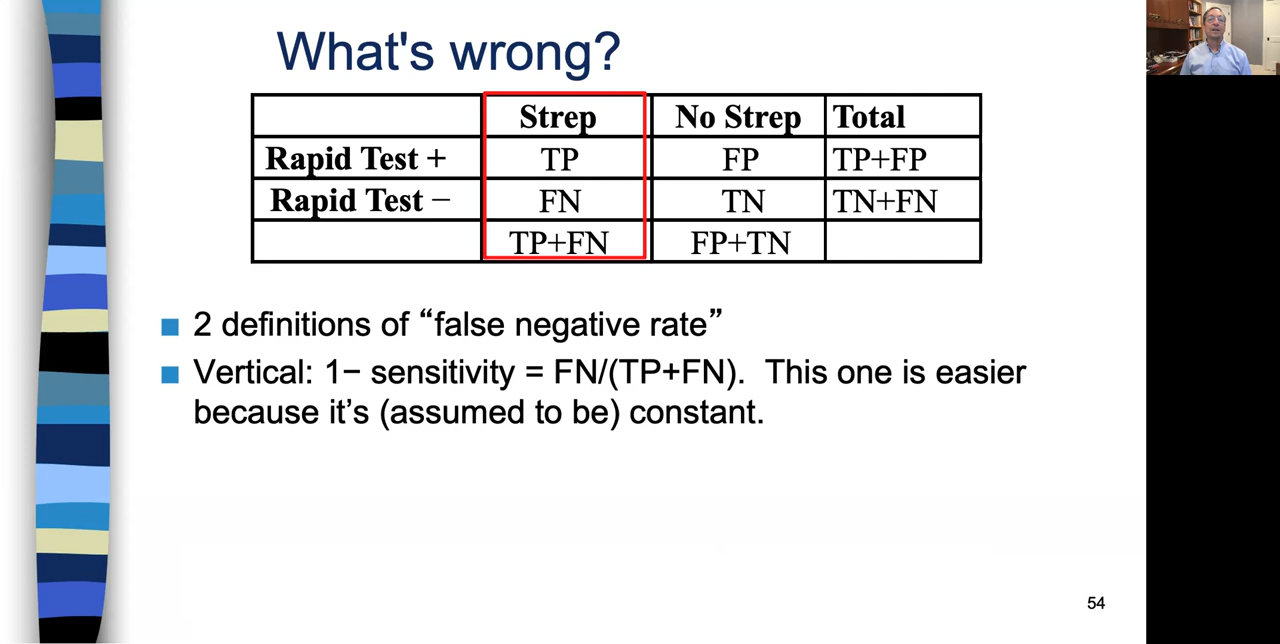 What's wrong?
Strep No Strep Total
Rapid Test + TP FP TP+FP
Rapid Test − FN TN TN+FN
TP+FN FP+TN
2 definitions of “false negative rate”
Vertical: 1− sensitivity = FN/(TP+FN). This one is easier
because it’s (assumed to be) constant.
54